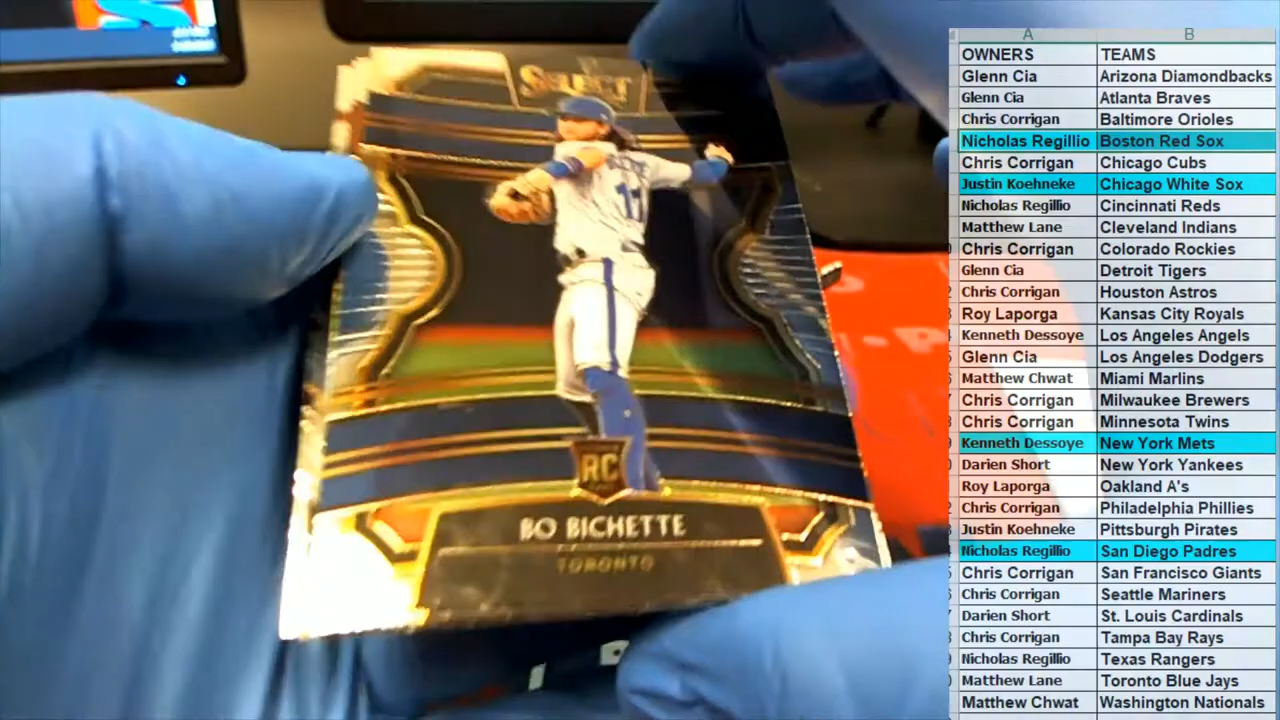 SELECT
11
RC
BO BICHETTE
TORONTO
A B
OWNERS TEAMS
Glenn Cia Arizona Diamondbacks
Glenn Cia Atlanta Braves
Chris Corrigan Baltimore Orioles
Nicholas Regillio Boston Red Sox
Chris Corrigan Chicago Cubs
Justin Koehneke Chicago White Sox
Nicholas Regillio Cincinnati Reds
Matthew Lane Cleveland Indians
Chris Corrigan Colorado Rockies
Glenn Cia Detroit Tigers
Chris Corrigan Houston Astros
Roy Laporga Kansas City Royals
Kenneth Dessoye Los Angeles Angels
Glenn Cia Los Angeles Dodgers
Matthew Chwat Miami Marlins
Chris Corrigan Milwaukee Brewers
Chris Corrigan Minnesota Twins
Kenneth Dessoye New York Mets
Darien Short New York Yankees
Roy Laporga Oakland A's
Chris Corrigan Philadelphia Phillies
Justin Koehneke Pittsburgh Pirates
Nicholas Regillio San Diego Padres
Chris Corrigan San Francisco Giants
Chris Corrigan Seattle Mariners
Darien Short St. Louis Cardinals
Chris Corrigan Tampa Bay Rays
Nicholas Regillio Texas Rangers
Matthew Lane Toronto Blue Jays
Matthew Chwat Washington Nationals